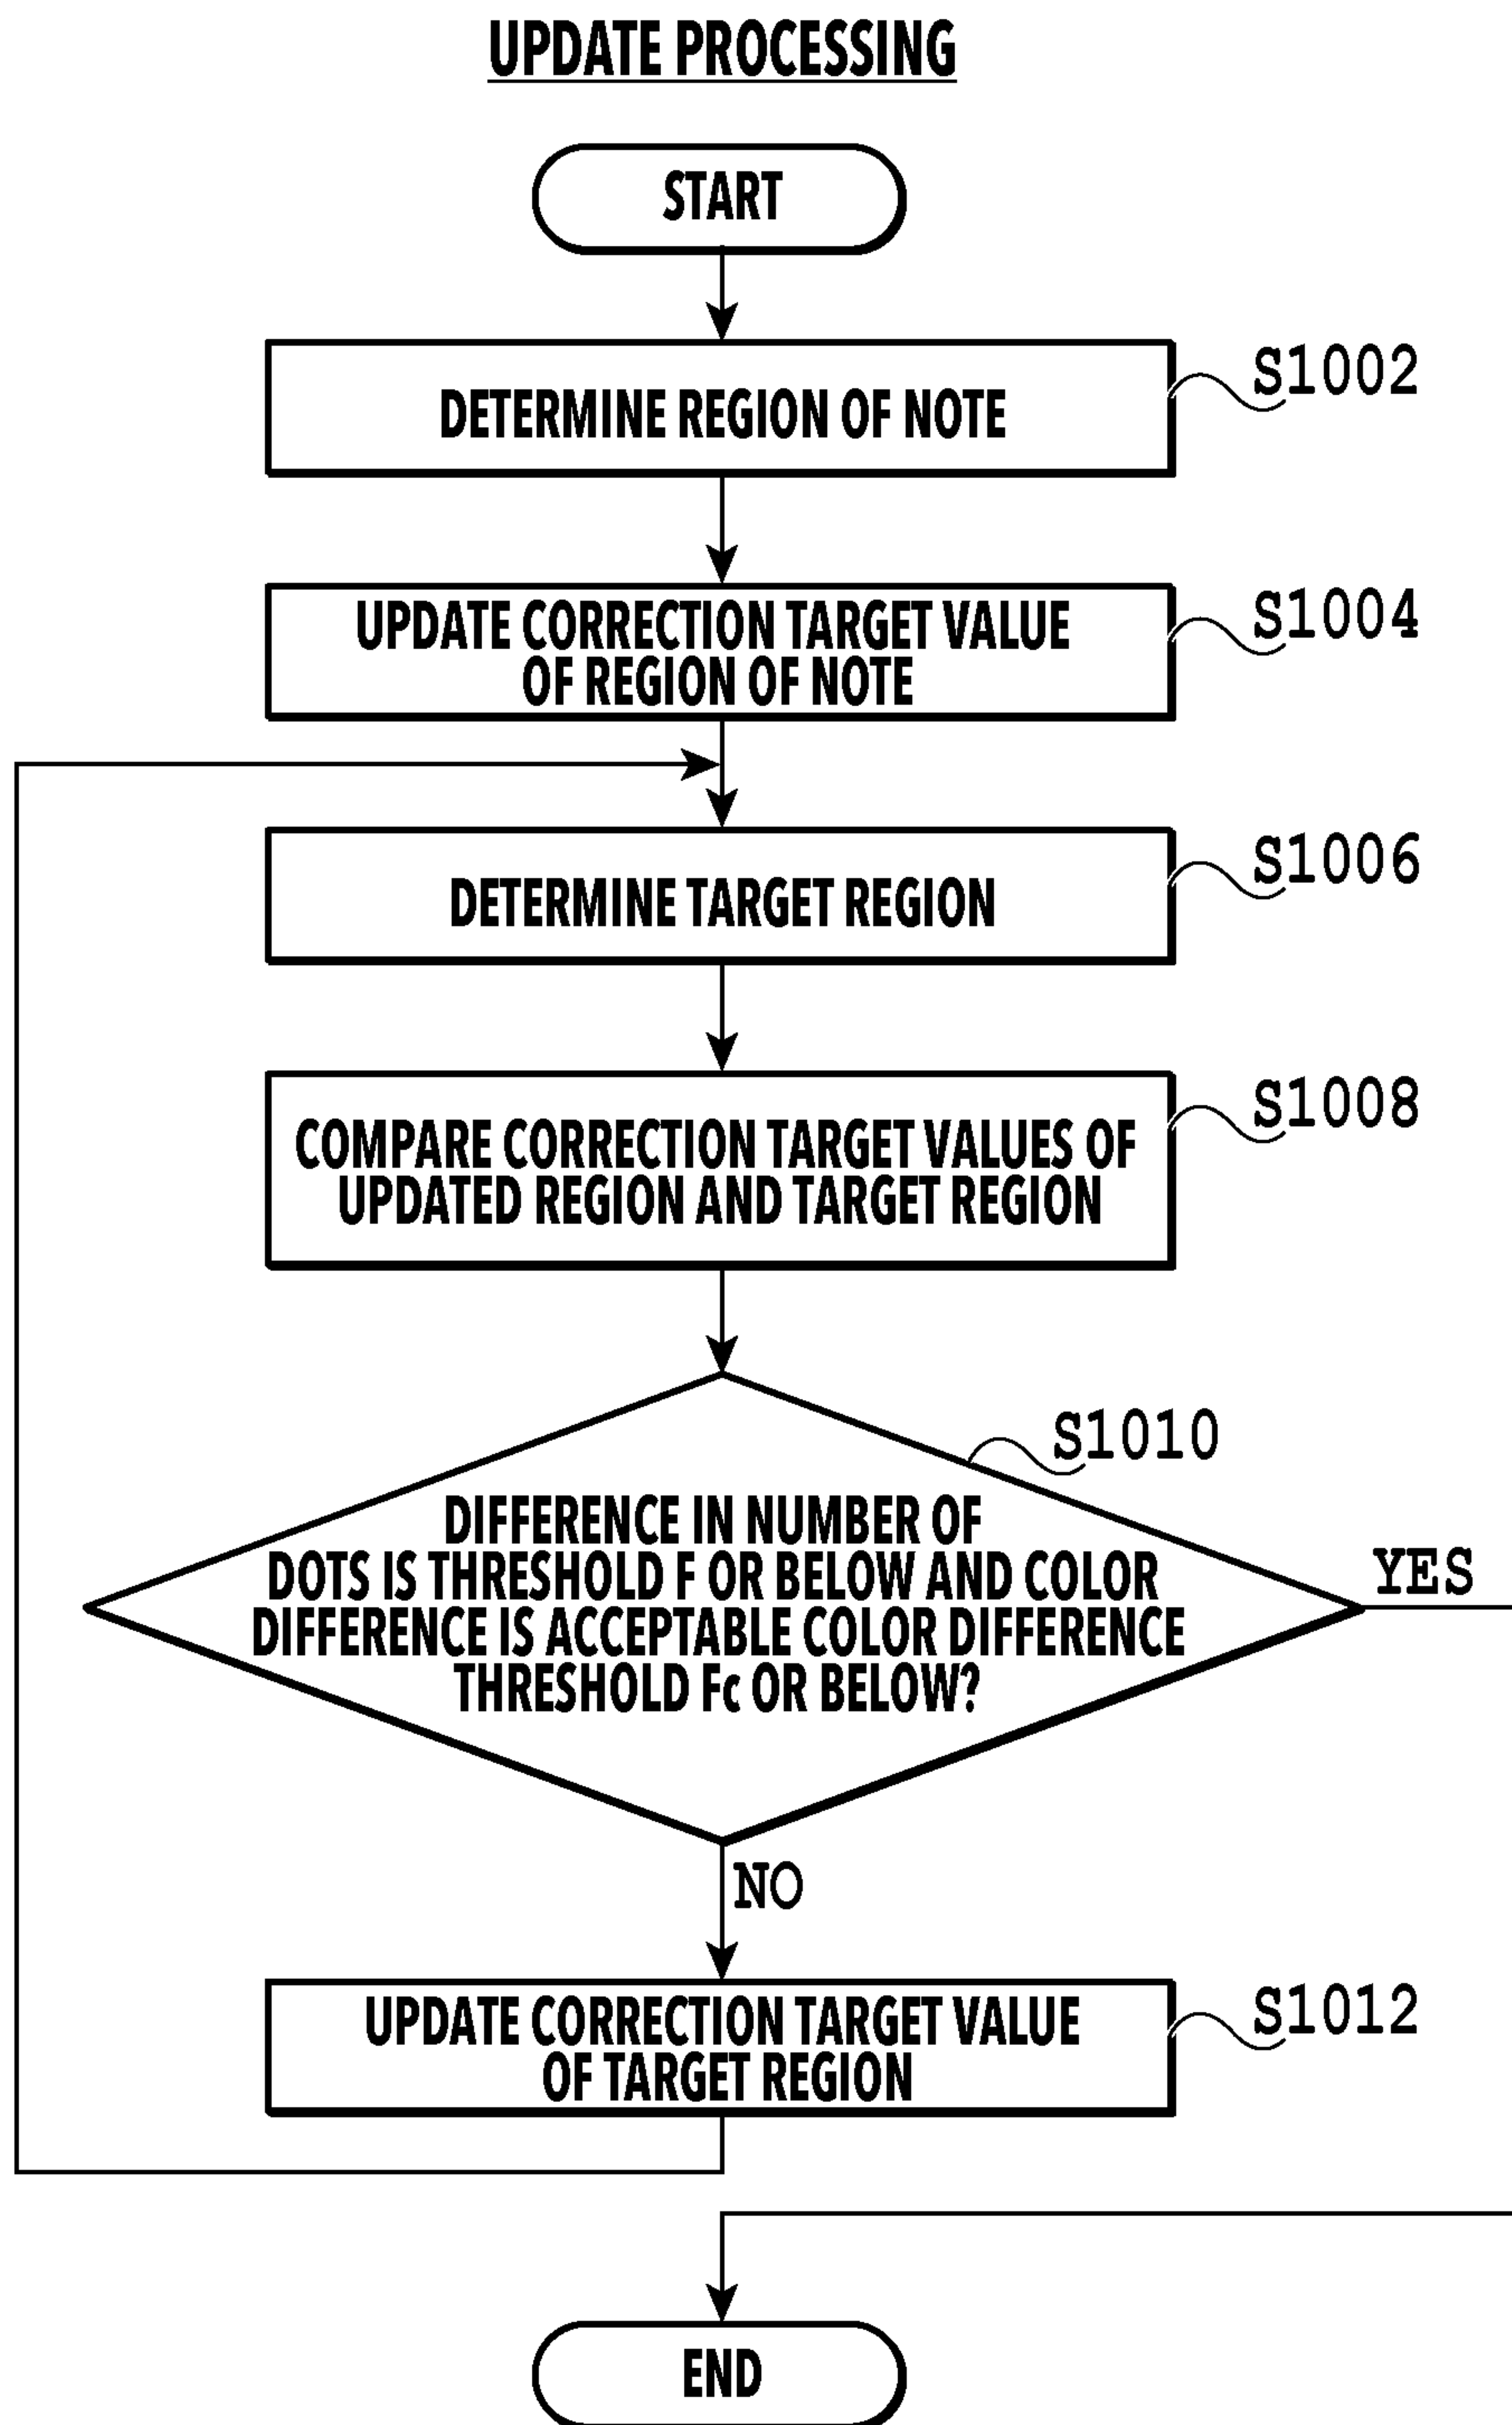 UPDATE PROCESSING
START
DETERMINE REGION OF NOTE
S1002
UPDATE CORRECTION TARGET VALUE
OF REGION OF NOTE
S1004
DETERMINE TARGET REGION
S1006
COMPARE CORRECTION TARGET VALUES OF
UPDATED REGION AND TARGET REGION
S1008
S1010
DIFFERENCE IN NUMBER OF
DOTS IS THRESHOLD F OR BELOW AND COLOR
DIFFERENCE IS ACCEPTABLE COLOR DIFFERENCE
THRESHOLD Fc OR BELOW?
YES
NO
UPDATE CORRECTION TARGET VALUE
OF TARGET REGION
S1012
END